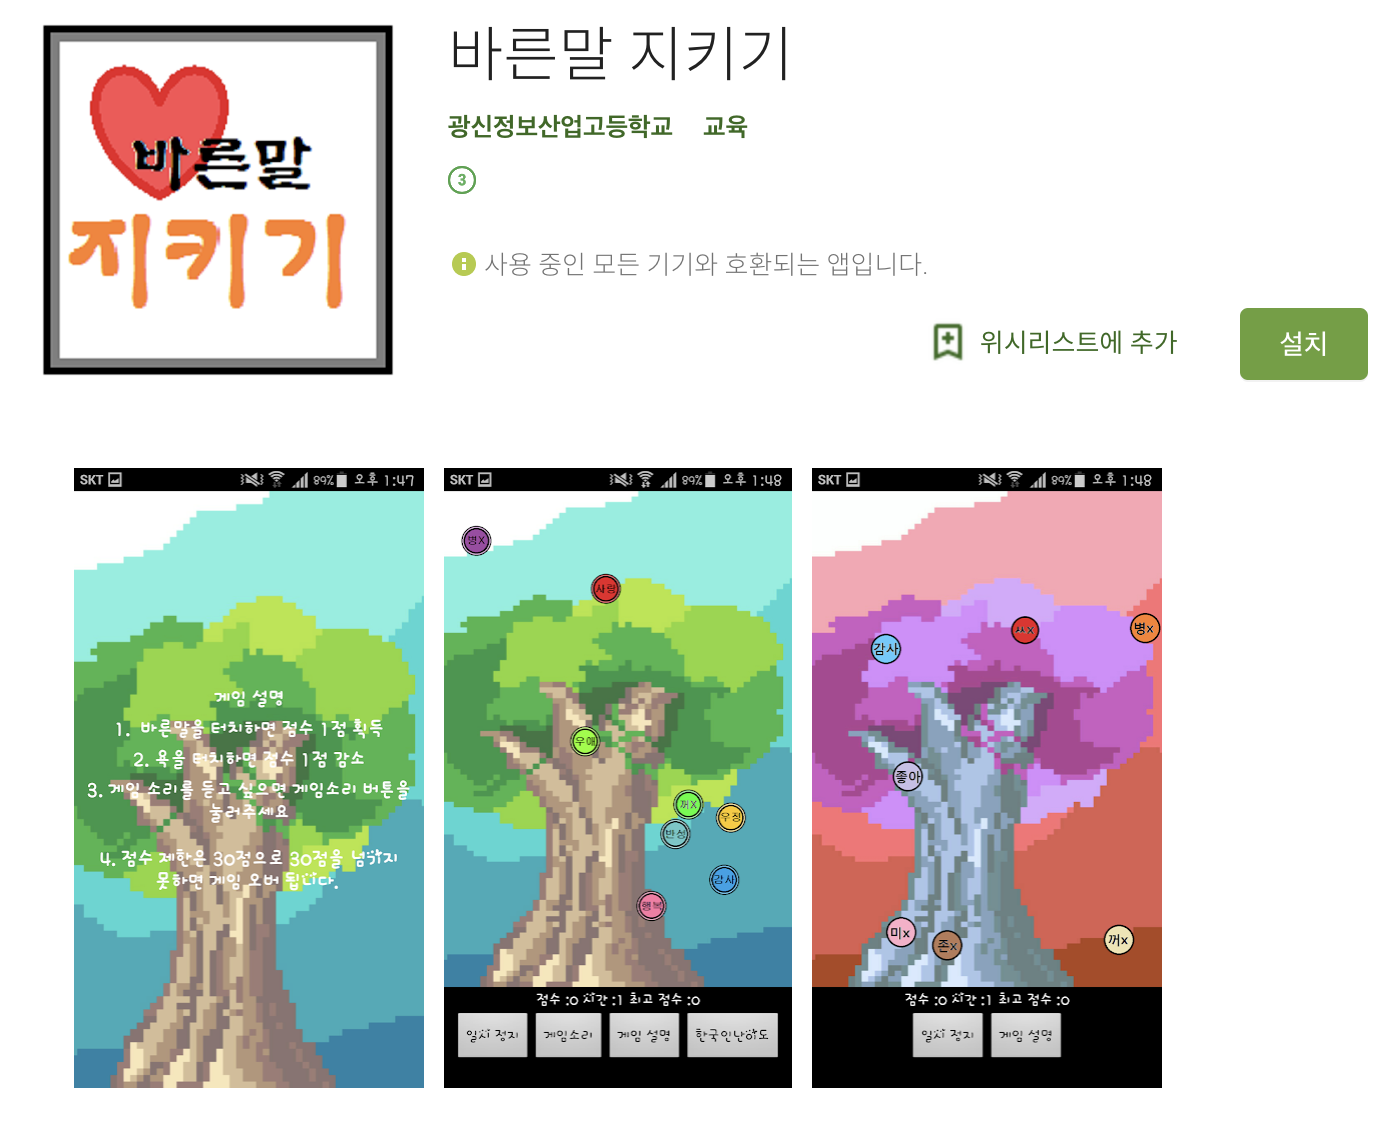 바른말
지키기
바른말 지키기
광신정보산업고등학교 교육
3
사용 중인 모든 기기와 호환되는 앱입니다.
위시리스트에 추가
설치
SKT 89% 오후 1:47
게임 설명
1. 바른말을 터치하면 점수 1점 획득
2. 욕을 터치하면 점수 1점 감소
3. 게임 소리를 듣고 싶으면 게임소리 버튼을
눌러주세요
4. 점수 제한은 30점으로 30점을 넘하지
못하면 게임 오버 됩니다.
SKT 89% 오후 1:48
병X
사랑
우애
꺼X
우정
반성
감사
행복
점수 :0 시간 :1 최고 점수 :0
일시 정지 게임소리 게임 설명 한국인난이도
SKT 89% 오후 1:48
감사
ㅆx
병x
좋아
미x
존x
꺼x
점수 :0 시간 :1 최고 점수 :0
일시 정지 게임 설명